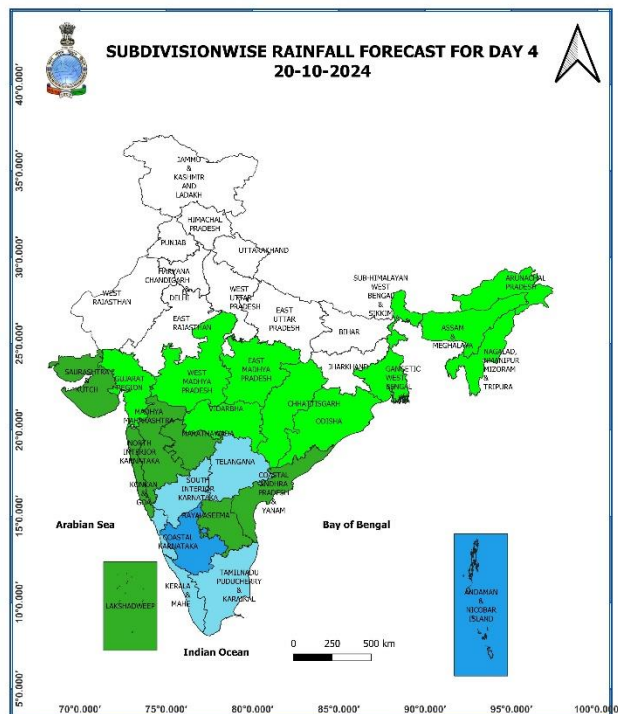 SUBDIVISIONWISE RAINFALL FORECAST FOR DAY 4
20-10-2024
40°0.000'
35°0.000'
30°0.000'
25°0.000'
20°0.000'
15°0.000'
10°0.000'
5°0.000'
JAMMU
&
KASHMIR
AND
LADAKH
HIMACHAL
PRADESH
PUNJAB
UTTARAKHAND
HARYANA
CHANDIGARH
&
DELHI
WEST
RAJASTHAN
WEST
UTTAR
PRADESH
EAST
RAJASTHAN
EAST
UTTAR
PRADESH
BIHAR
SUB-HIMALAYAN
WEST
BENGAL
&
SIKKIM
ARUNACHAL
PRADESH
ASSAM
&
MEGHALAYA
NAGALAD,
MANIPUR
MIZORAM
&
TRIPURA
JHARKHAND
GANGETIC
WEST
BENGAL
SAURASHTRA
&
KUTCH
GUJARAT
REGION
WEST
MADHYA
PRADESH
EAST
MADHYA
PRADESH
CHHATTISGARH
ODISHA
VIDARBHA
MADHYA
MAHARASHTRA
MARATHAWADA
NORTH
INTERIOR
KARNATAKA
KONKAN
&
GOA
TELANGANA
SOUTH
INTERIOR
KARNATAKA
COASTAL
ANDHRA
PRADESH
&
YANAM
RAYALASEEMA
COASTAL
KARNATAKA
TAMILNADU
PUDUCHERRY
&
KARAIKAL
KERALA
&
MAHE
Arabian Sea
Bay of Bengal
LAKSHADWEEP
ANDAMAN
&
NICOBAR
ISLAND
Indian Ocean
0 250 500 km
70°0.000' 75°0.000' 80°0.000' 85°0.000' 90°0.000' 95°0.000' 100°0.000'